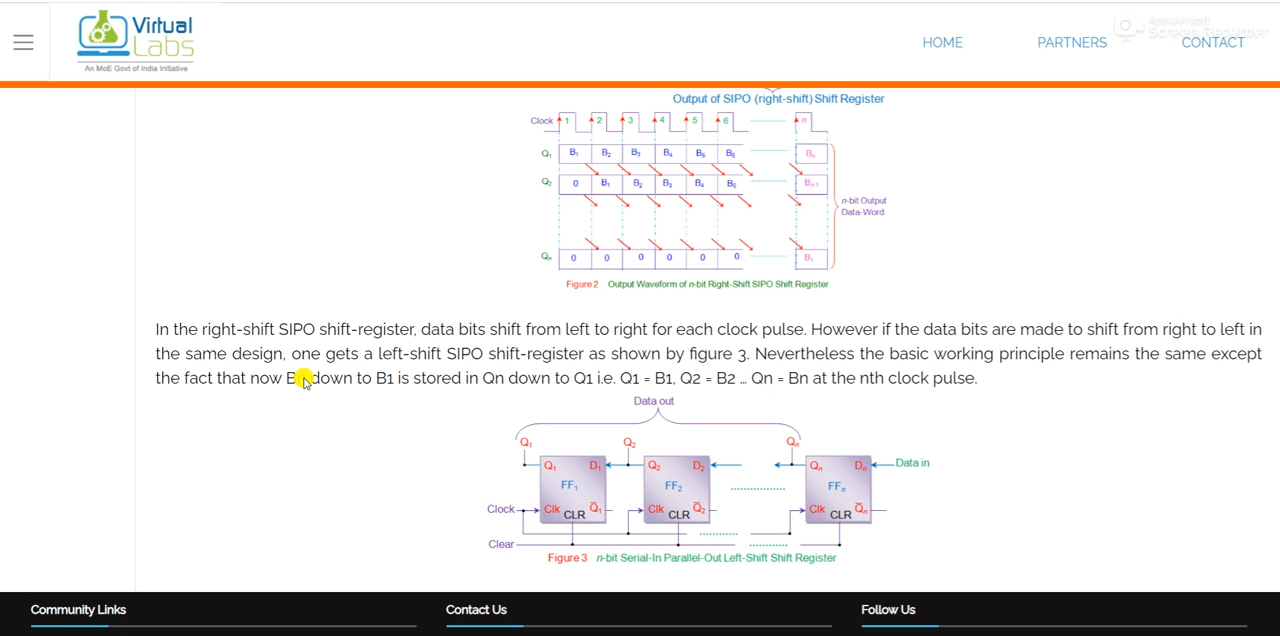 Virtual
Labs
An MoE Govt of India Initiative
HOME
PARTNERS
CONTACT
Apowersoft
Screen Recorder
Output of SIPO (right-shift) Shift Register
Clock 1 2 3 4 5 6 n
Q1 B1 B2 B3 B4 B5 B6 Bn
Q2 0 B1 B2 B3 B4 B5 Bn-1
n-bit Output
Data-Word
Qn 0 0 0 0 0 0 B1
Figure 2 Output Waveform of n-bit Right-Shift SIPO Shift Register
In the right-shift SIPO shift-register, data bits shift from left to right for each clock pulse. However if the data bits are made to shift from right to left in
the same design, one gets a left-shift SIPO shift-register as shown by figure 3. Nevertheless the basic working principle remains the same except
the fact that now Bn down to B1 is stored in Qn down to Q1 i.e. Q1 = B1, Q2 = B2 ... Qn = Bn at the nth clock pulse.
Data out
Q1 Q2 Qn
Q1 D1 Q2 D2 Qn Dn Data in
FF1 FF2 FFn
Clock Clk CLR Q̅1 Clk CLR Q̅2 Clk CLR Q̅n
Clear
Figure 3 n-bit Serial-In Parallel-Out Left-Shift Shift Register
Community Links
Contact Us
Follow Us